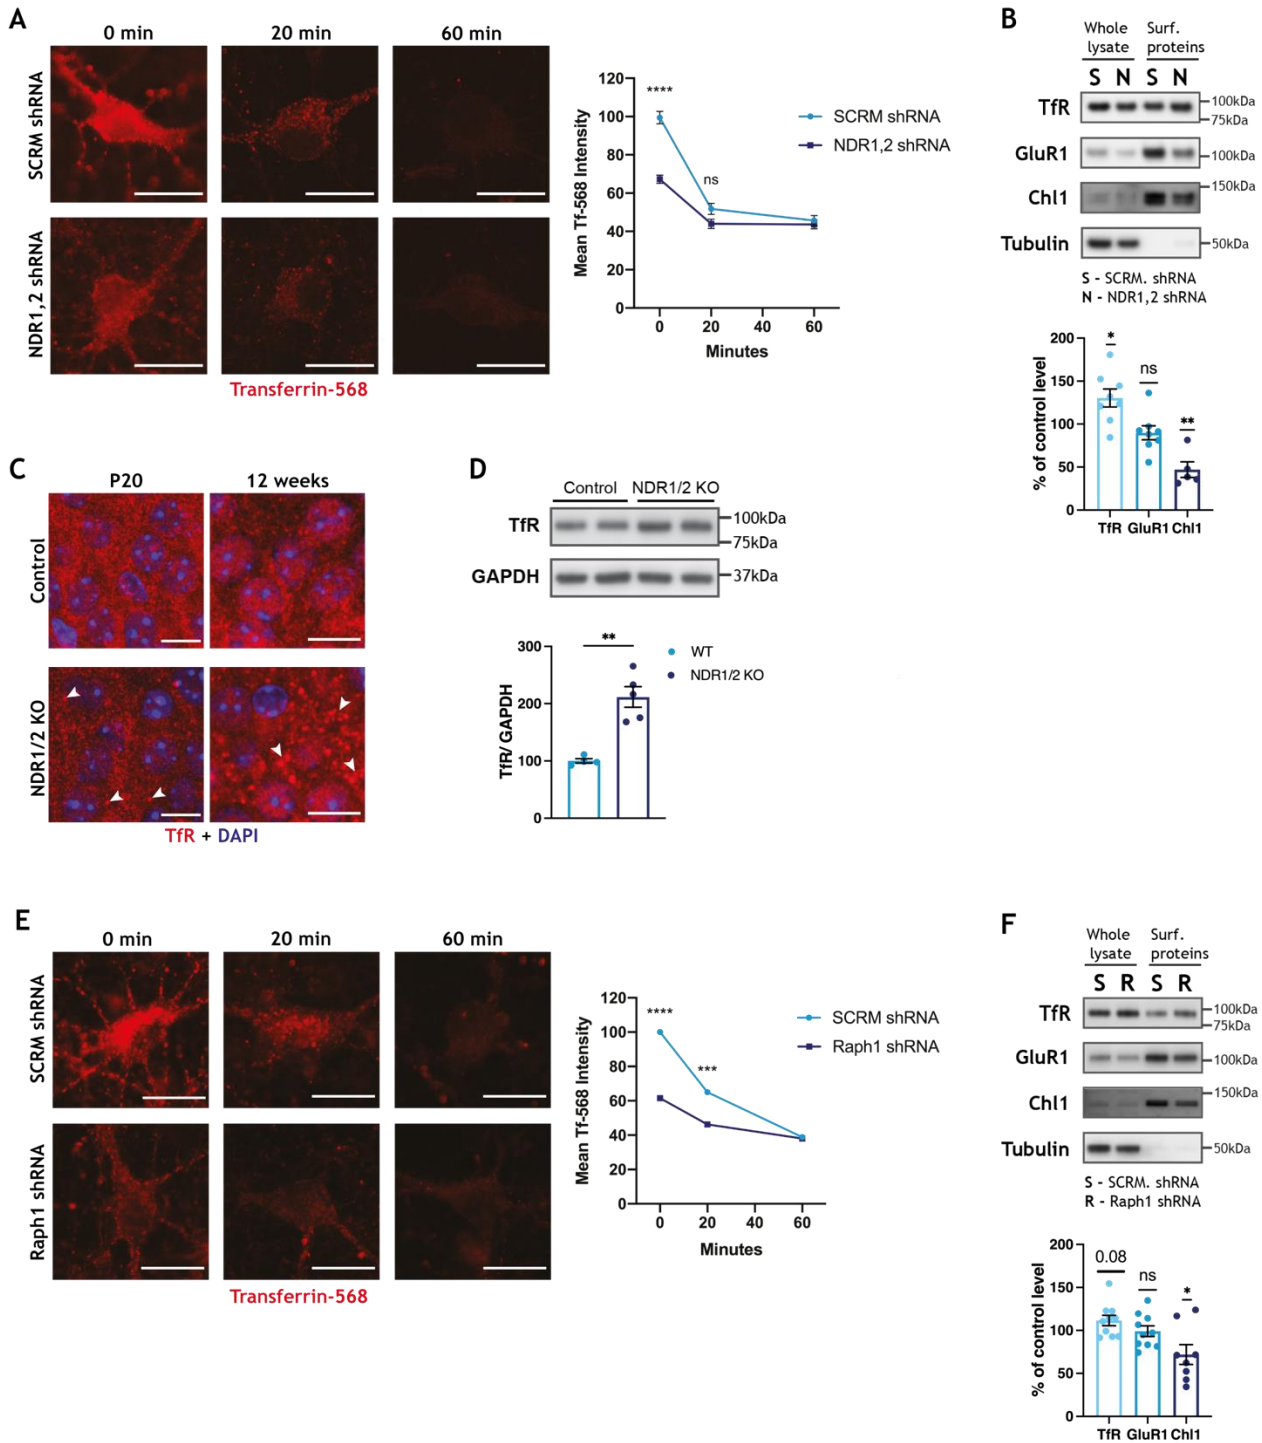 A
0 min
20 min
60 min
SCRM shRNA
NDR1,2 shRNA
Transferrin-568
120
100
80
60
40
20
0
Mean Tf-568 Intensity
****
ns
0
20
40
60
Minutes
SCRM shRNA
NDR1,2 shRNA
B
Whole lysate
Surf. proteins
S N S N
TfR
100kDa
75kDa
GluR1
100kDa
Chl1
150kDa
Tubulin
50kDa
S - SCRM. shRNA
N - NDR1,2 shRNA
200
150
100
50
0
% of control level
*
ns
**
TfR GluR1 Chl1
C
P20
12 weeks
Control
NDR1/2 KO
TfR + DAPI
D
Control
NDR1/2 KO
TfR
100kDa
75kDa
GAPDH
37kDa
300
200
100
0
TfR/ GAPDH
**
WT
NDR1/2 KO
E
0 min
20 min
60 min
SCRM shRNA
Raph1 shRNA
Transferrin-568
120
100
80
60
40
20
0
Mean Tf-568 Intensity
****
***
0
20
40
60
Minutes
SCRM shRNA
Raph1 shRNA
F
Whole lysate
Surf. proteins
S R S R
TfR
100kDa
75kDa
GluR1
100kDa
Chl1
150kDa
Tubulin
50kDa
S - SCRM. shRNA
R - Raph1 shRNA
200
150
100
50
0
% of control level
0.08
ns
*
TfR GluR1 Chl1